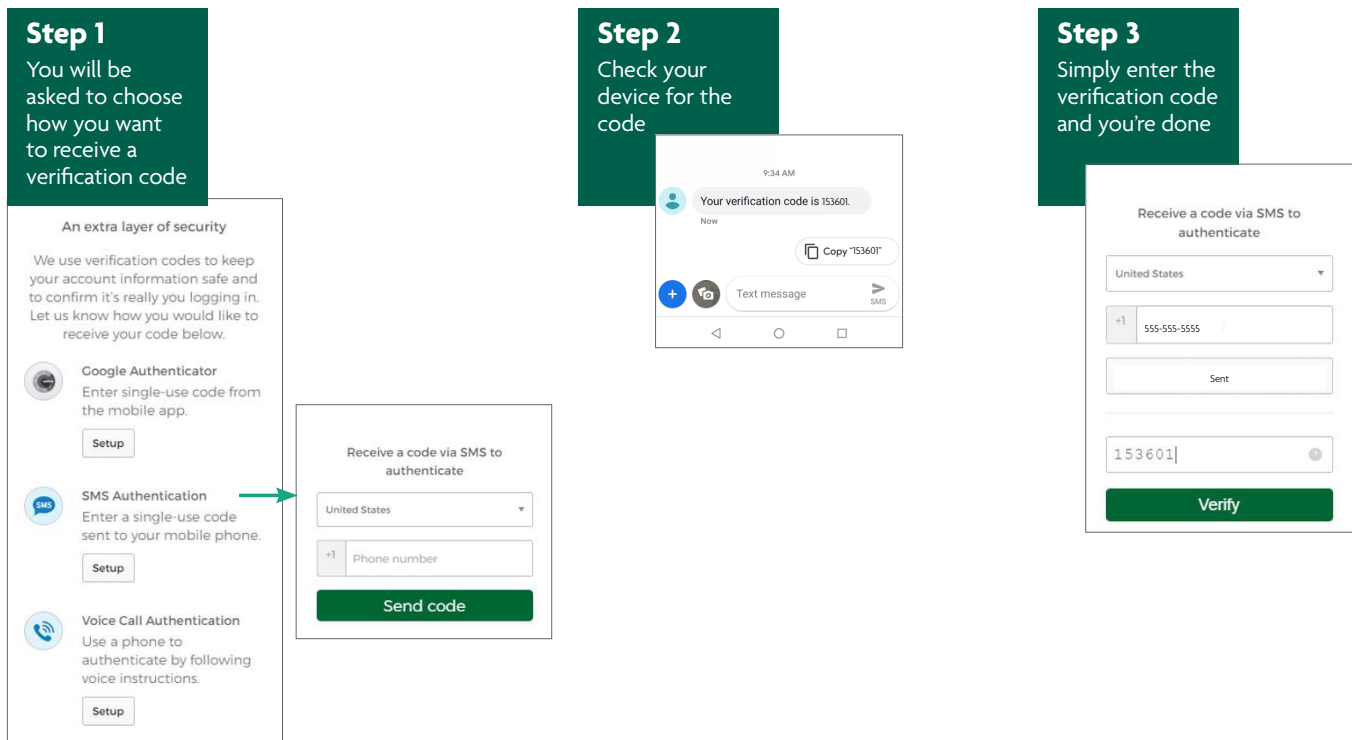 Step 1
You will be
asked to choose
how you want
to receive a
verification code
An extra layer of security
We use verification codes to keep
your account information safe and
to confirm it's really you logging in.
Let us know how you would like to
receive your code below.
Google Authenticator
Enter single-use code from
the mobile app.
Setup
SMS
SMS Authentication
Enter a single-use code
sent to your mobile phone.
Setup
Voice Call Authentication
Use a phone to
authenticate by following
voice instructions.
Setup
Receive a code via SMS to
authenticate
United States
+1 Phone number
Send code
Step 2
Check your
device for the
code
9:34 AM
Your verification code is 153601.
Now
Copy "153601"
Text message
SMS
Step 3
Simply enter the
verification code
and you're done
Receive a code via SMS to
authenticate
United States
+1 555-555-5555
Sent
153601
?
Verify